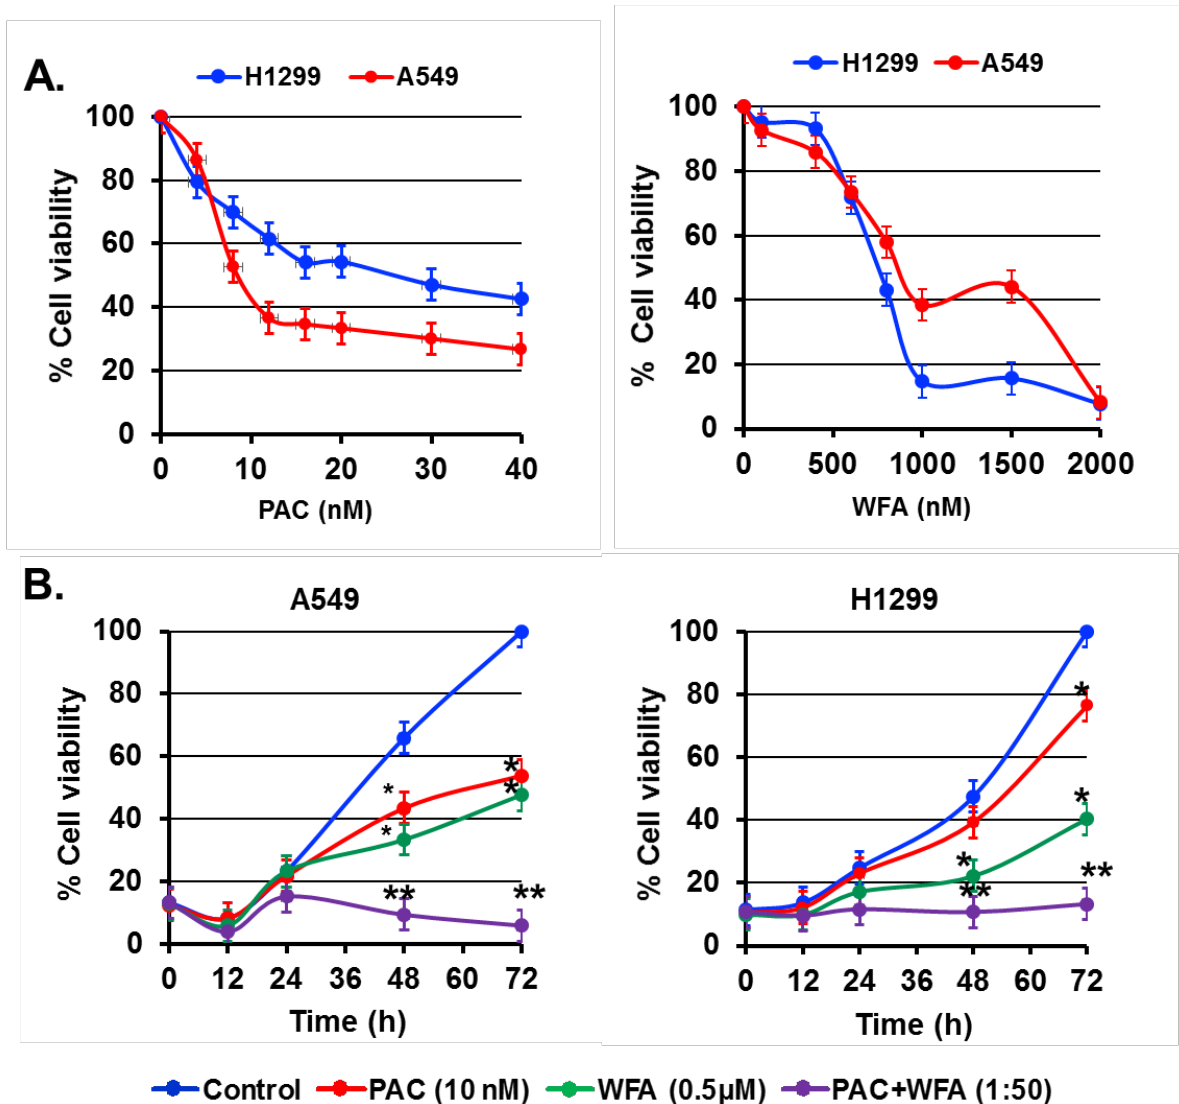 A.
H1299 A549
100
80
60
40
20
0
% Cell viability
0 10 20 30 40
PAC (nM)
H1299 A549
100
80
60
40
20
0
% Cell viability
0 500 1000 1500 2000
WFA (nM)
B.
A549
100
80
60
40
20
0
% Cell viability
*
*
*
*
**
**
0 12 24 36 48 60 72
Time (h)
H1299
100
80
60
40
20
0
% Cell viability
*
*
*
**
**
0 12 24 36 48 60 72
Time (h)
Control PAC (10 nM) WFA (0.5µM) PAC+WFA (1:50)